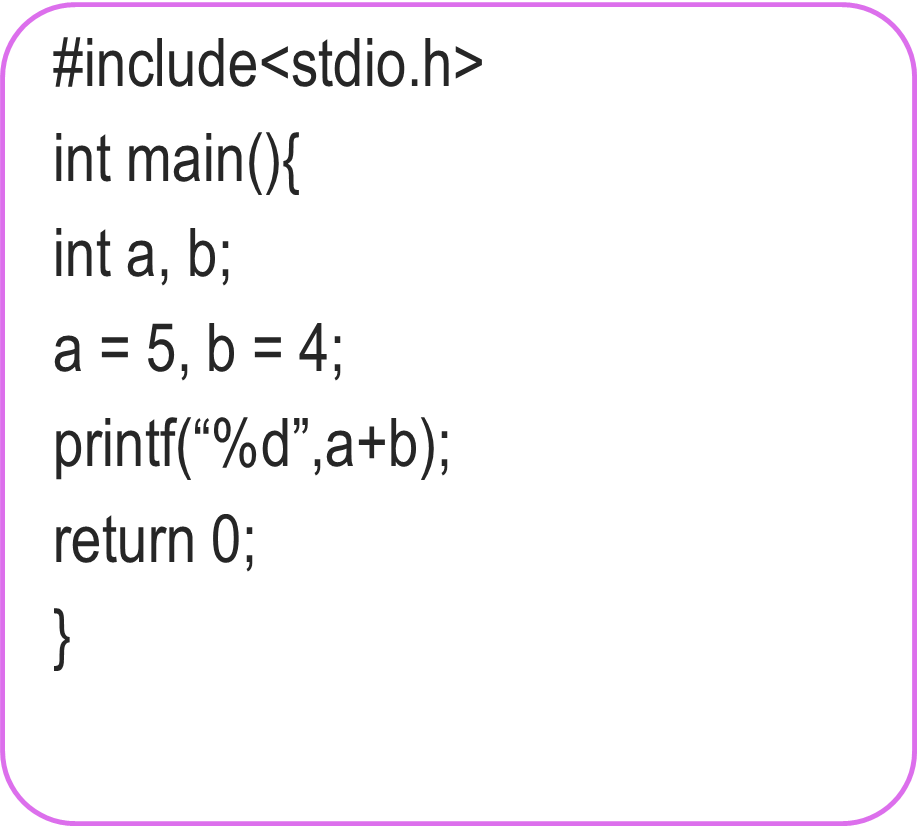 #include<stdio.h>
int main(){
int a, b;
a = 5, b = 4;
printf(“%d”,a+b);
return 0;
}